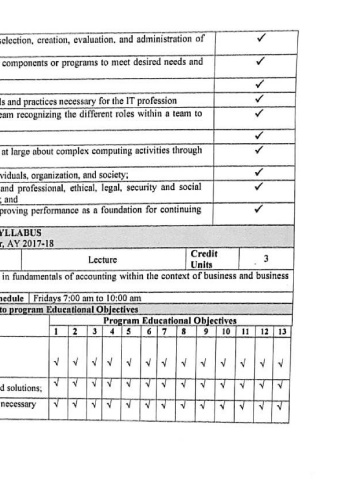 selection, creation, evaluation, and administration of ✓
components or programs to meet desired needs and ✓
✓
ls and practices necessary for the IT profession ✓
eam recognizing the different roles within a team to ✓
✓
at large about complex computing activities through ✓
viduals, organization, and society; ✓
and professional, ethical, legal, security and social ✓
; and
proving performance as a foundation for continuing ✓
YLLABUS
r, AY 2017-18
Lecture Credit Units 3
in fundamentals of accounting within the context of business and business
hedule Fridays 7:00 am to 10:00 am
to program Educational Objectives
Program Educational Objectives
1 2 3 4 5 6 7 8 9 10 11 12 13
√ √ √ √ √ √ √ √ √ √ √ √ √
d solutions; √ √ √ √ √ √ √ √ √ √ √ √ √
necessary √ √ √ √ √ √ √ √ √ √ √ √ √